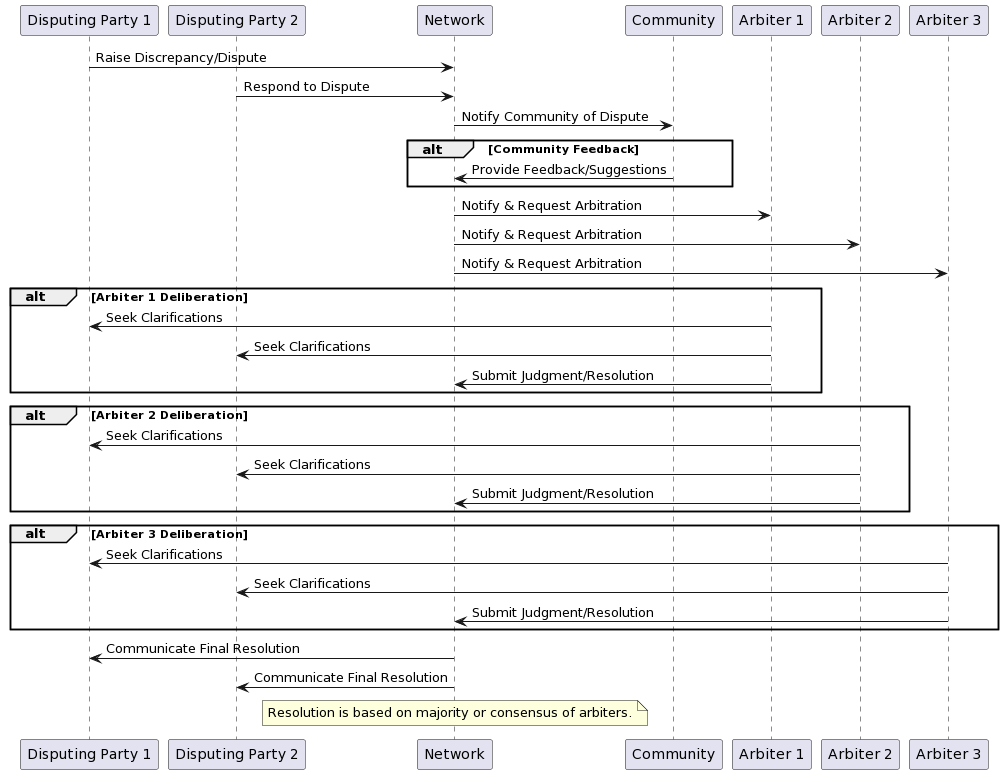 Disputing Party 1 Disputing Party 2 Network Community Arbiter 1 Arbiter 2 Arbiter 3
Raise Discrepancy/Dispute
Respond to Dispute
Notify Community of Dispute
alt [Community Feedback]
Provide Feedback/Suggestions
Notify & Request Arbitration
Notify & Request Arbitration
Notify & Request Arbitration
alt [Arbiter 1 Deliberation]
Seek Clarifications
Seek Clarifications
Submit Judgment/Resolution
alt [Arbiter 2 Deliberation]
Seek Clarifications
Seek Clarifications
Submit Judgment/Resolution
alt [Arbiter 3 Deliberation]
Seek Clarifications
Seek Clarifications
Submit Judgment/Resolution
Communicate Final Resolution
Communicate Final Resolution
Resolution is based on majority or consensus of arbiters.
Disputing Party 1 Disputing Party 2 Network Community Arbiter 1 Arbiter 2 Arbiter 3